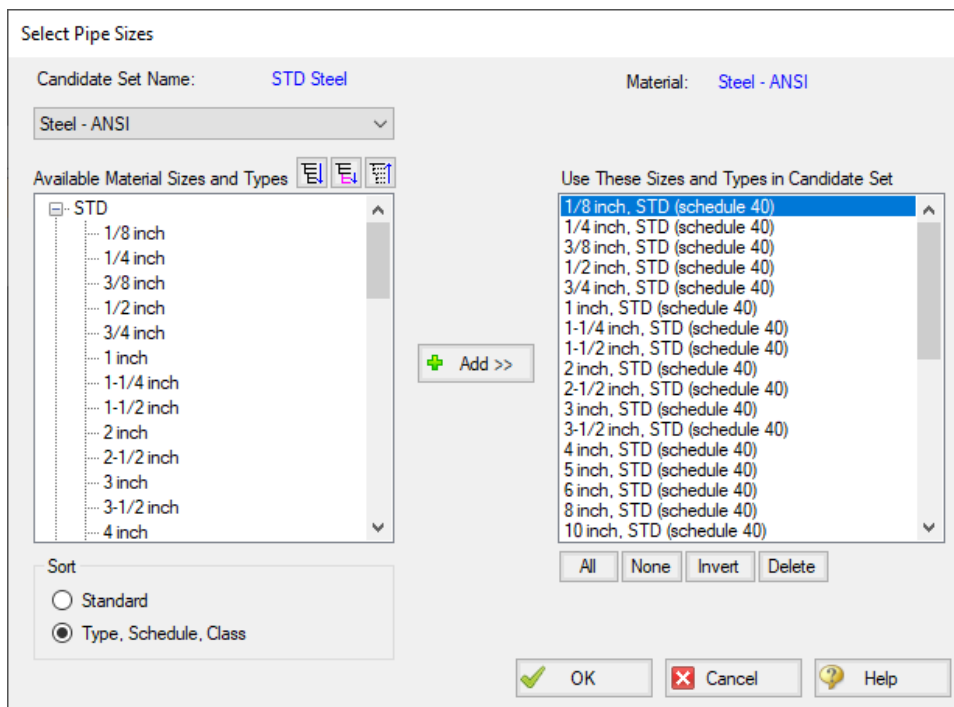 Select Pipe Sizes
Candidate Set Name: STD Steel
Material: Steel - ANSI
Steel - ANSI
Available Material Sizes and Types
STD
1/8 inch
1/4 inch
3/8 inch
1/2 inch
3/4 inch
1 inch
1-1/4 inch
1-1/2 inch
2 inch
2-1/2 inch
3 inch
3-1/2 inch
4 inch
Add >>
Use These Sizes and Types in Candidate Set
1/8 inch, STD (schedule 40)
1/4 inch, STD (schedule 40)
3/8 inch, STD (schedule 40)
1/2 inch, STD (schedule 40)
3/4 inch, STD (schedule 40)
1 inch, STD (schedule 40)
1-1/4 inch, STD (schedule 40)
1-1/2 inch, STD (schedule 40)
2 inch, STD (schedule 40)
2-1/2 inch, STD (schedule 40)
3 inch, STD (schedule 40)
3-1/2 inch, STD (schedule 40)
4 inch, STD (schedule 40)
5 inch, STD (schedule 40)
6 inch, STD (schedule 40)
8 inch, STD (schedule 40)
10 inch, STD (schedule 40)
All None Invert Delete
Sort
Standard
Type, Schedule, Class
OK Cancel Help